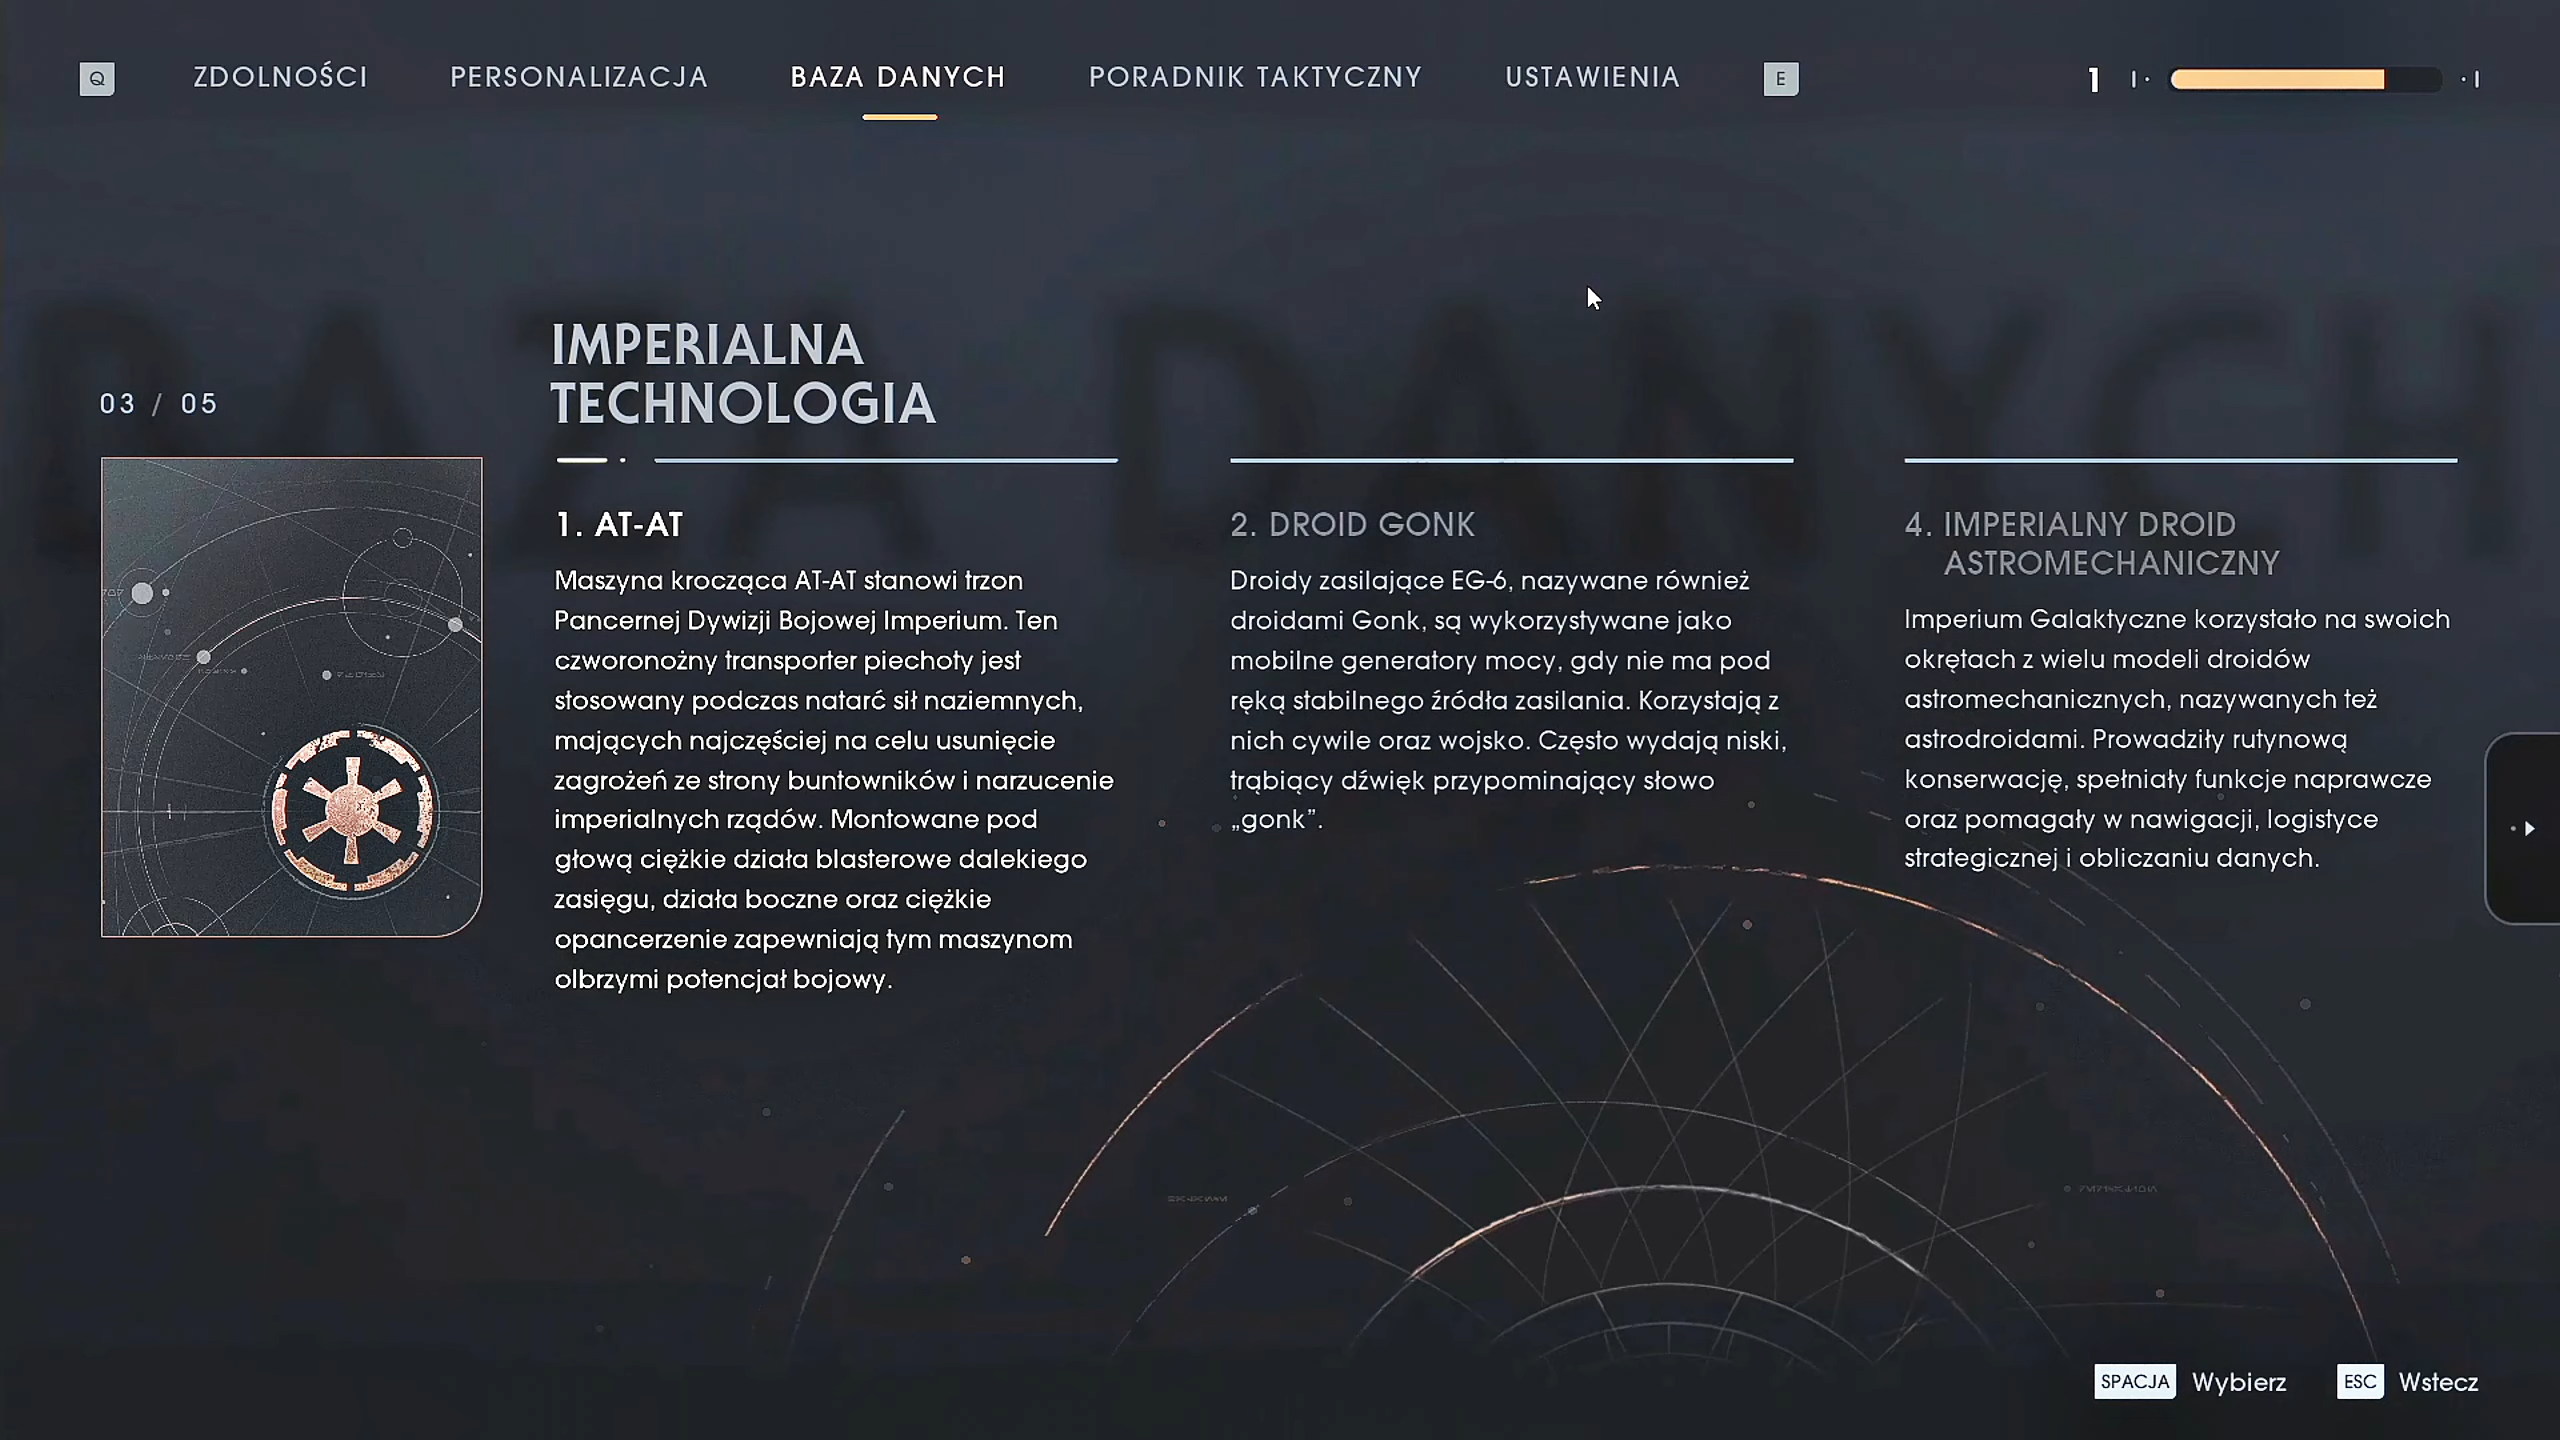 Q ZDOLNOŚCI PERSONALIZACJA BAZA DANYCH PORADNIK TAKTYCZNY USTAWIENIA E 1
BAZA DANYCH
IMPERIALNA
TECHNOLOGIA
03 / 05
1. AT-AT
Maszyna krocząca AT-AT stanowi trzon
Pancernej Dywizji Bojowej Imperium. Ten
czworonożny transporter piechoty jest
stosowany podczas natarć sił naziemnych,
mających najczęściej na celu usunięcie
zagrożeń ze strony buntowników i narzucenie
imperialnych rządów. Montowane pod
głową ciężkie działa blasterowe dalekiego
zasięgu, działa boczne oraz ciężkie
opancerzenie zapewniają tym maszynom
olbrzymi potencjał bojowy.
2. DROID GONK
Droidy zasilające EG-6, nazywane również
droidami Gonk, są wykorzystywane jako
mobilne generatory mocy, gdy nie ma pod
ręką stabilnego źródła zasilania. Korzystają z
nich cywile oraz wojsko. Często wydają niski,
trąbiący dźwięk przypominający słowo
„gonk”.
4. IMPERIALNY DROID
ASTROMECHANICZNY
Imperium Galaktyczne korzystało na swoich
okrętach z wielu modeli droidów
astromechanicznych, nazywanych też
astrodroidami. Prowadziły rutynową
konserwację, spełniały funkcje naprawcze
oraz pomagały w nawigacji, logistyce
strategicznej i obliczaniu danych.
SPACJA Wybierz ESC Wstecz